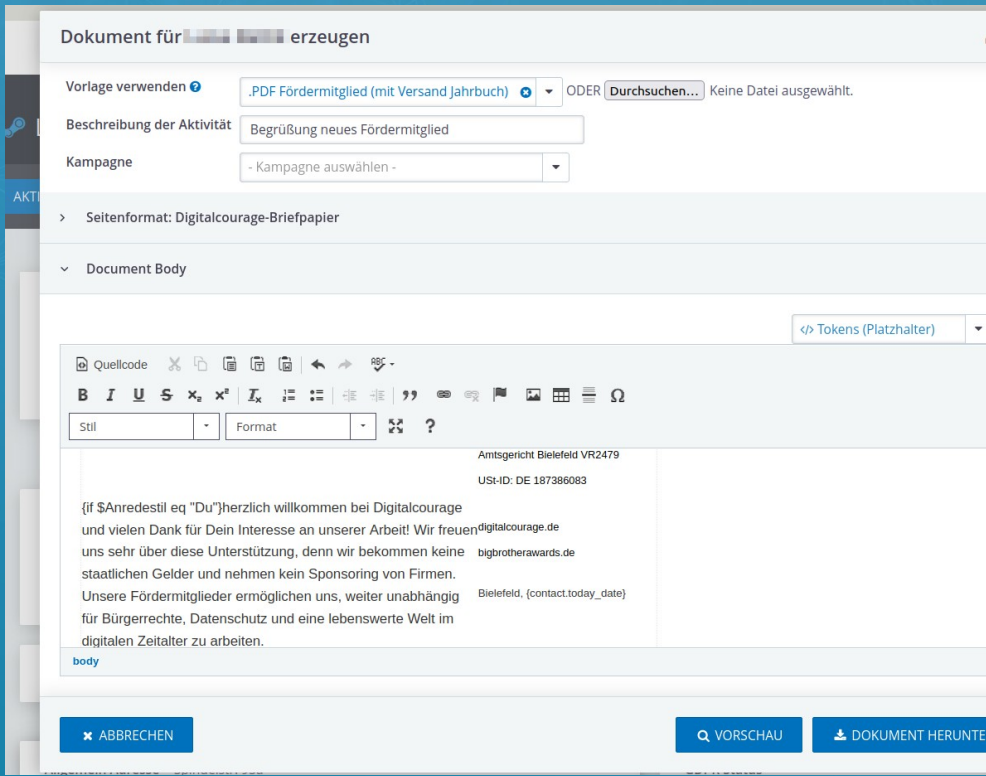 Dokument für erzeugen
Vorlage verwenden
.PDF Fördermitglied (mit Versand Jahrbuch)
ODER
Durchsuchen...
Keine Datei ausgewählt.
Beschreibung der Aktivität
Begrüßung neues Fördermitglied
Kampagne
- Kampagne auswählen -
AKTI
Seitenformat: Digitalcourage-Briefpapier
Document Body
</> Tokens (Platzhalter)
Quellcode
ABC
B I U S x₂ x² Ix
Ω
Stil
Format
?
Amtsgericht Bielefeld VR2479
USt-ID: DE 187386083
{if $Anredestil eq "Du"}herzlich willkommen bei Digitalcourage
und vielen Dank für Dein Interesse an unserer Arbeit! Wir freuen
digitalcourage.de
uns sehr über diese Unterstützung, denn wir bekommen keine
bigbrotherawards.de
staatlichen Gelder und nehmen kein Sponsoring von Firmen.
Unsere Fördermitglieder ermöglichen uns, weiter unabhängig
Bielefeld, {contact.today_date}
für Bürgerrechte, Datenschutz und eine lebenswerte Welt im
digitalen Zeitalter zu arbeiten.
body
ABBRECHEN
VORSCHAU
DOKUMENT HERUNTE